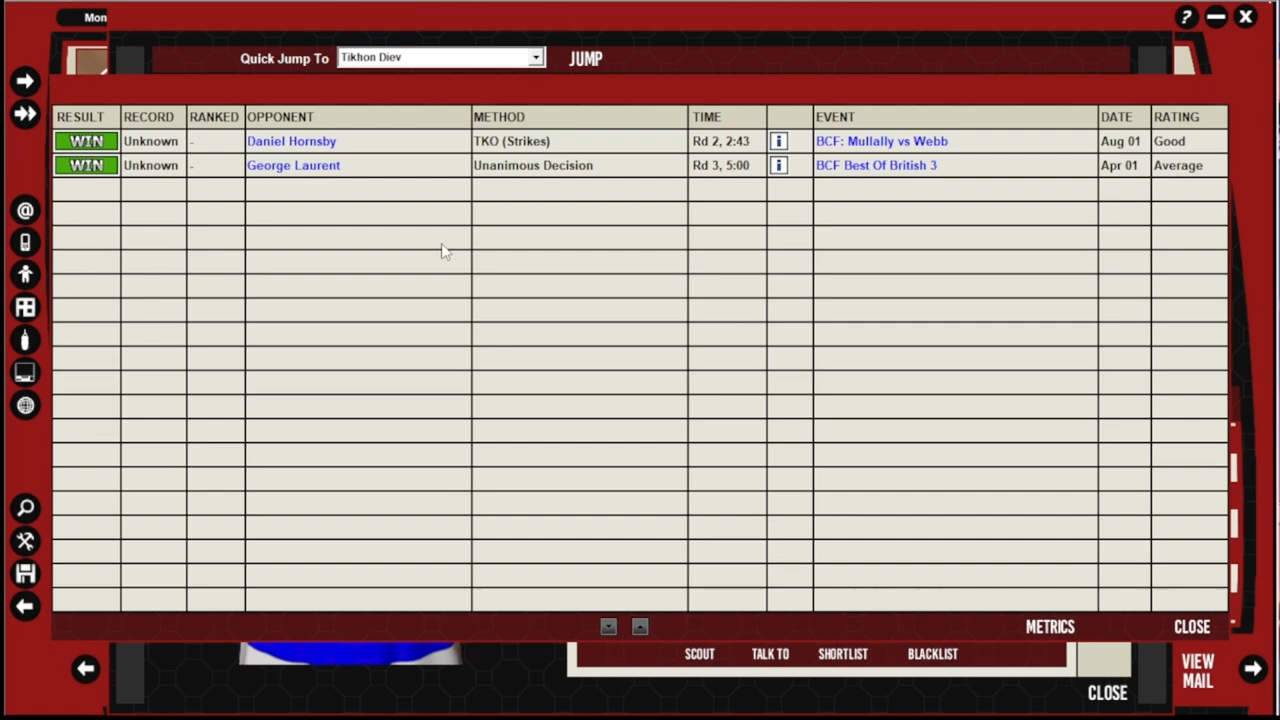 Mon
?
X
Quick Jump To Tikhon Diev JUMP
RESULT RECORD RANKED OPPONENT METHOD TIME EVENT DATE RATING
WIN Unknown - Daniel Hornsby TKO (Strikes) Rd 2, 2:43 i BCF: Mullally vs Webb Aug 01 Good
WIN Unknown - George Laurent Unanimous Decision Rd 3, 5:00 i BCF Best Of British 3 Apr 01 Average
@
METRICS CLOSE
SCOUT TALK TO SHORTLIST BLACKLIST
VIEW
MAIL
CLOSE